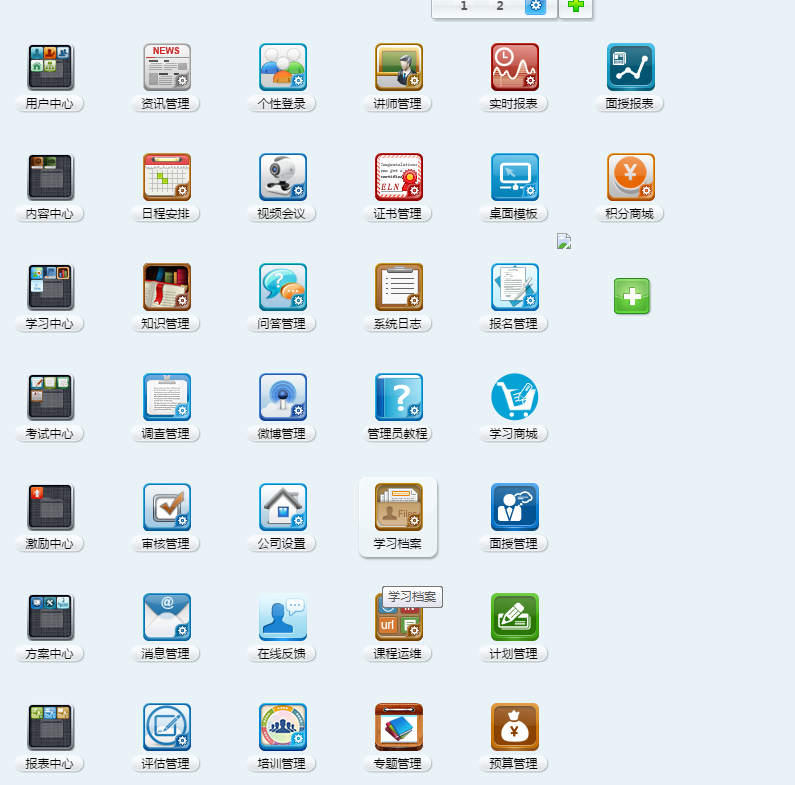 1 2
NEWS
用户中心 资讯管理 个性登录 讲师管理 实时报表 面授报表
ELN
内容中心 日程安排 视频会议 证书管理 桌面模板 积分商城
学习中心 知识管理 问答管理 系统日志 报名管理
考试中心 调查管理 微博管理 管理员教程 学习商城
Files
激励中心 审核管理 公司设置 学习档案 面授管理
学习档案
url
方案中心 消息管理 在线反馈 课程运维 计划管理
报表中心 评估管理 培训管理 专题管理 预算管理